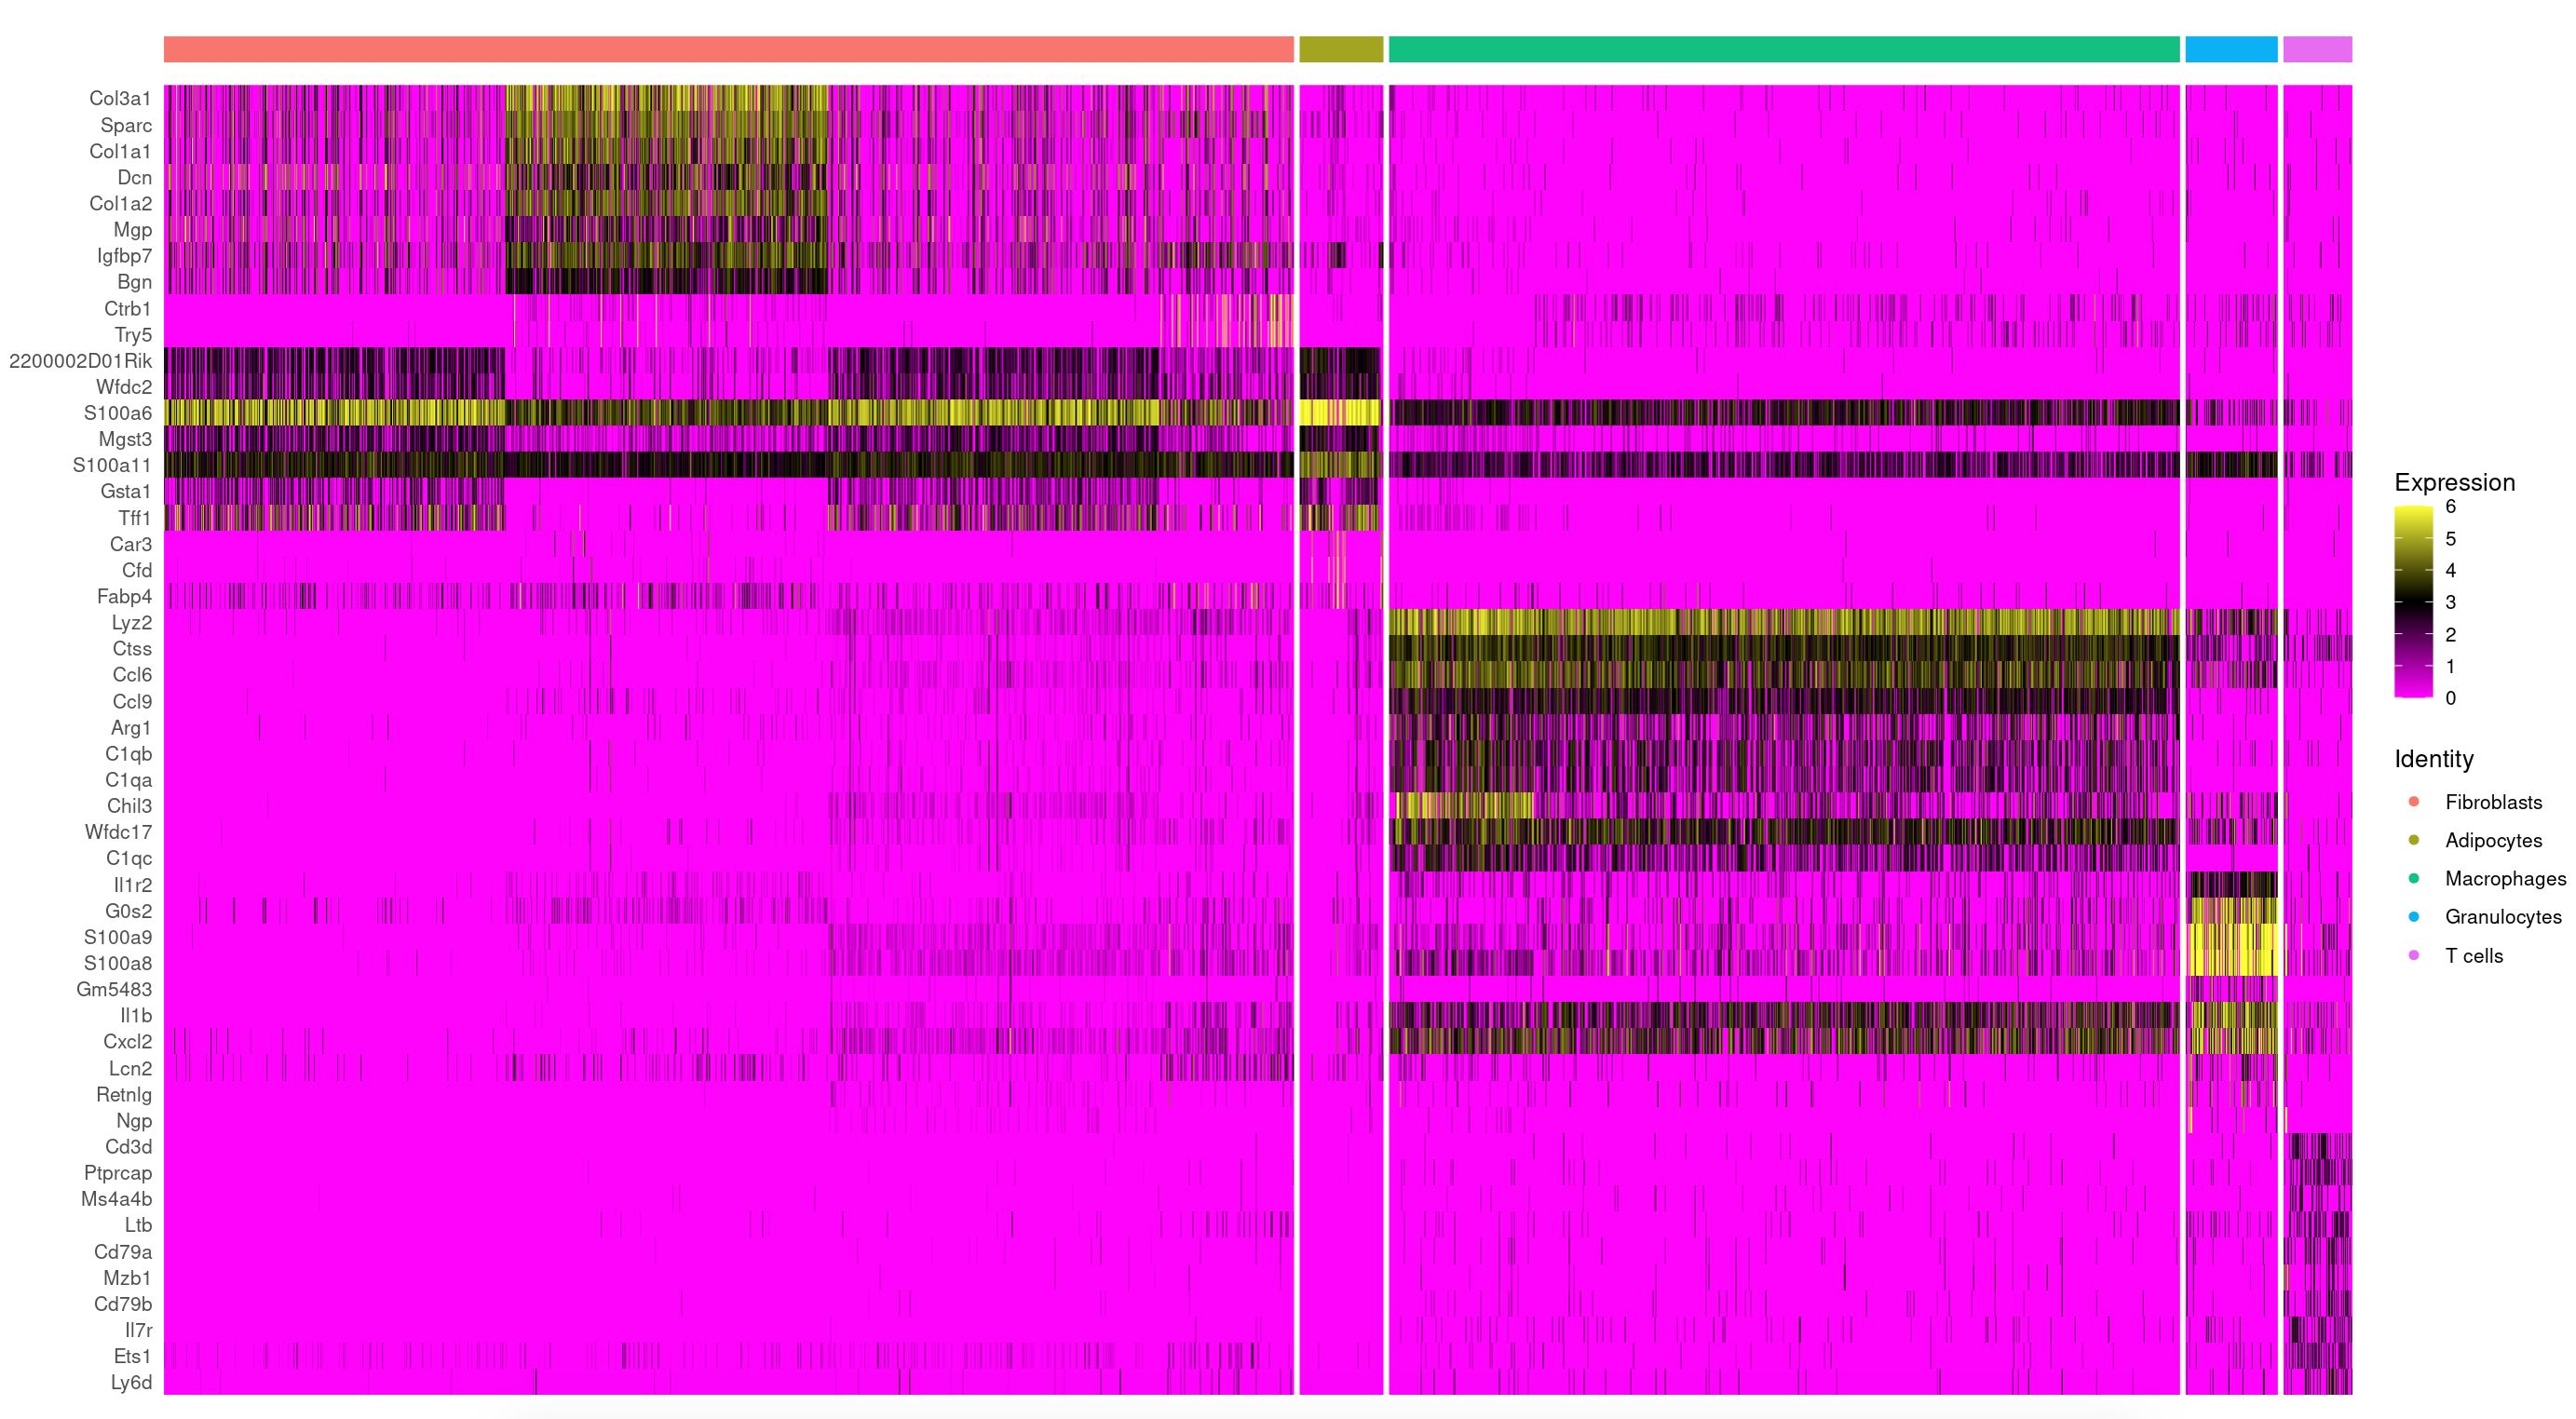 Col3a1
Sparc
Col1a1
Dcn
Col1a2
Mgp
Igfbp7
Bgn
Ctrb1
Try5
2200002D01Rik
Wfdc2
S100a6
Mgst3
S100a11
Gsta1
Tff1
Car3
Cfd
Fabp4
Lyz2
Ctss
Ccl6
Ccl9
Arg1
C1qb
C1qa
Chil3
Wfdc17
C1qc
Il1r2
G0s2
S100a9
S100a8
Gm5483
Il1b
Cxcl2
Lcn2
Retnlg
Ngp
Cd3d
Ptprcap
Ms4a4b
Ltb
Cd79a
Mzb1
Cd79b
Il7r
Ets1
Ly6d
Expression
6
5
4
3
2
1
0
Identity
Fibroblasts
Adipocytes
Macrophages
Granulocytes
T cells